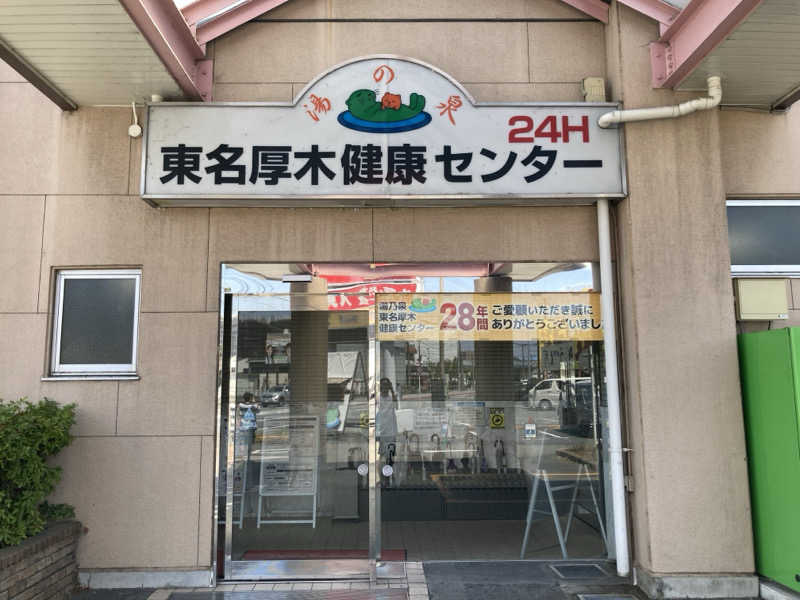 湯の泉
24H
東名厚木健康センター
湯乃泉
東名厚木
健康センター
28年間
ご愛顧いただき誠に
ありがとうございまし